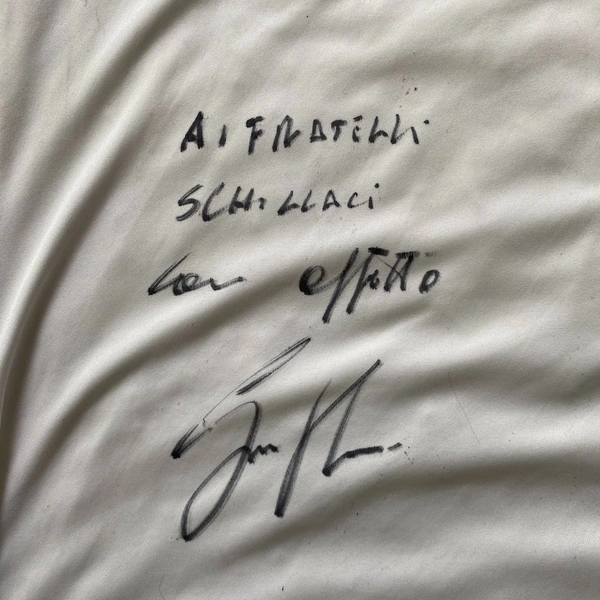 AI FRATELLI
SCHILLACI
con affetto